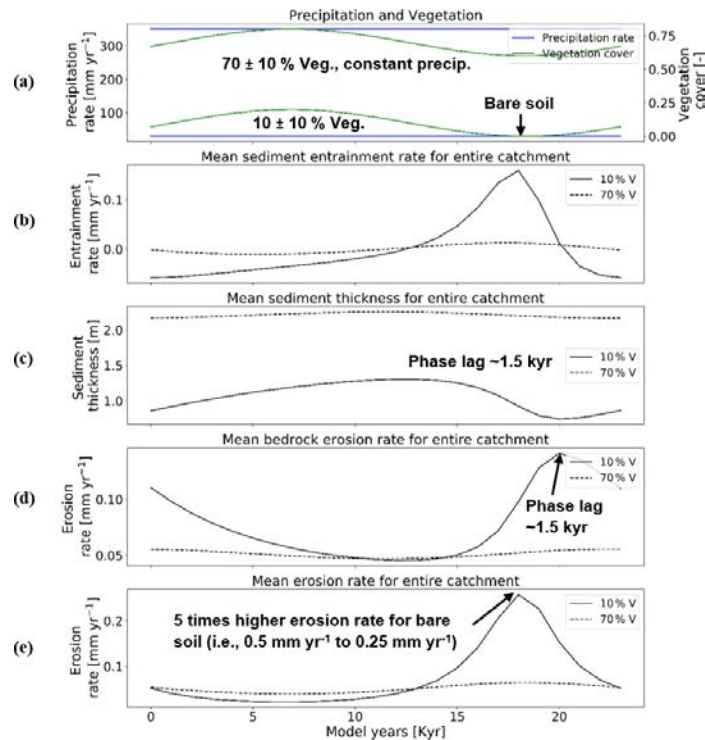 Precipitation and Vegetation
(a)
Precipitation
rate [mm yr⁻¹]
300
200
100
Precipitation rate
Vegetation cover
70 ± 10 % Veg., constant precip.
Bare soil
10 ± 10 % Veg.
0.75
0.50
0.25
0.00
Vegetation
cover [-]
Mean sediment entrainment rate for entire catchment
(b)
Entrainment
rate [mm yr⁻¹]
0.1
0.0
10% V
70% V
Mean sediment thickness for entire catchment
(c)
Sediment
thickness [m]
2.0
1.5
1.0
Phase lag ~1.5 kyr
10% V
70% V
Mean bedrock erosion rate for entire catchment
(d)
Erosion
rate [mm yr⁻¹]
0.10
0.05
10% V
70% V
Phase lag
~1.5 kyr
Mean erosion rate for entire catchment
(e)
Erosion
rate [mm yr⁻¹]
0.2
0.1
5 times higher erosion rate for bare
soil (i.e., 0.5 mm yr⁻¹ to 0.25 mm yr⁻¹)
10% V
70% V
0 5 10 15 20
Model years [Kyr]